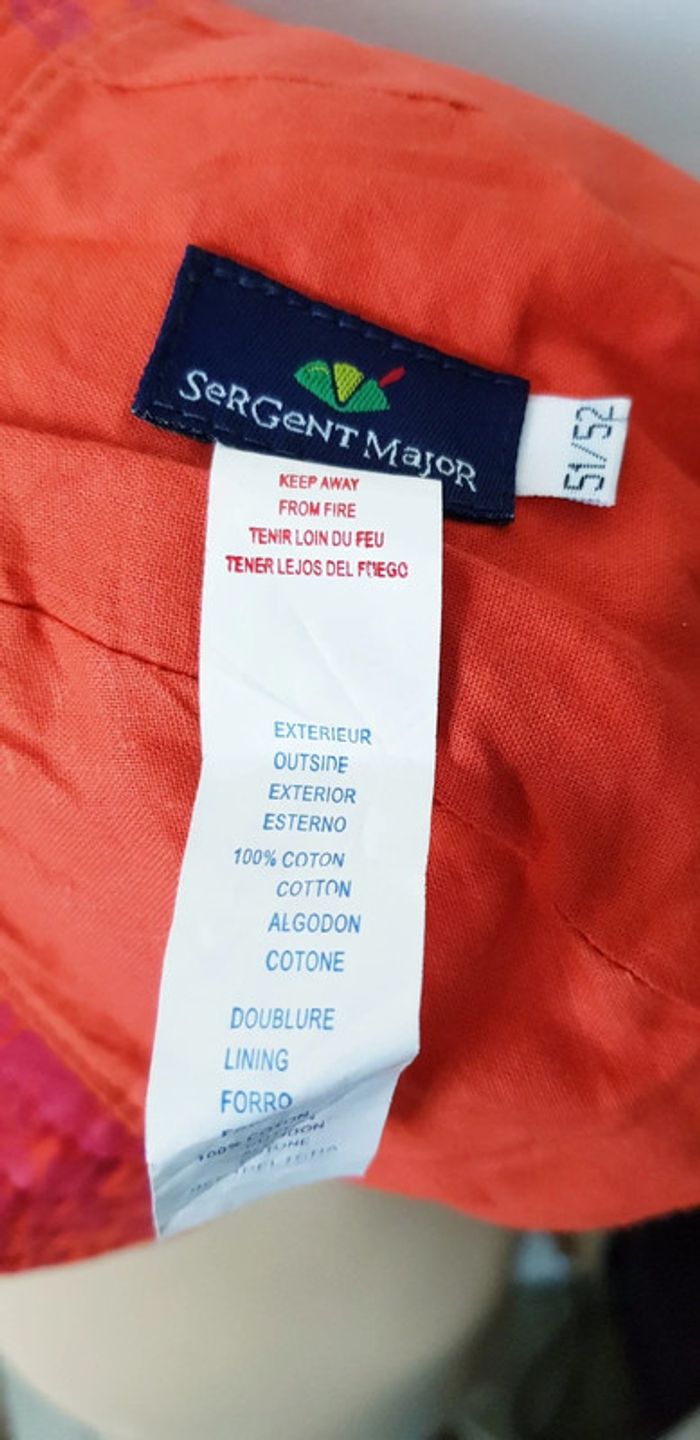 SeRGeNT MajoR
51/52
KEEP AWAY
FROM FIRE
TENIR LOIN DU FEU
TENER LEJOS DEL FUEGO
EXTERIEUR
OUTSIDE
EXTERIOR
ESTERNO
100% COTON
COTTON
ALGODON
COTONE
DOUBLURE
LINING
FORRO
100%